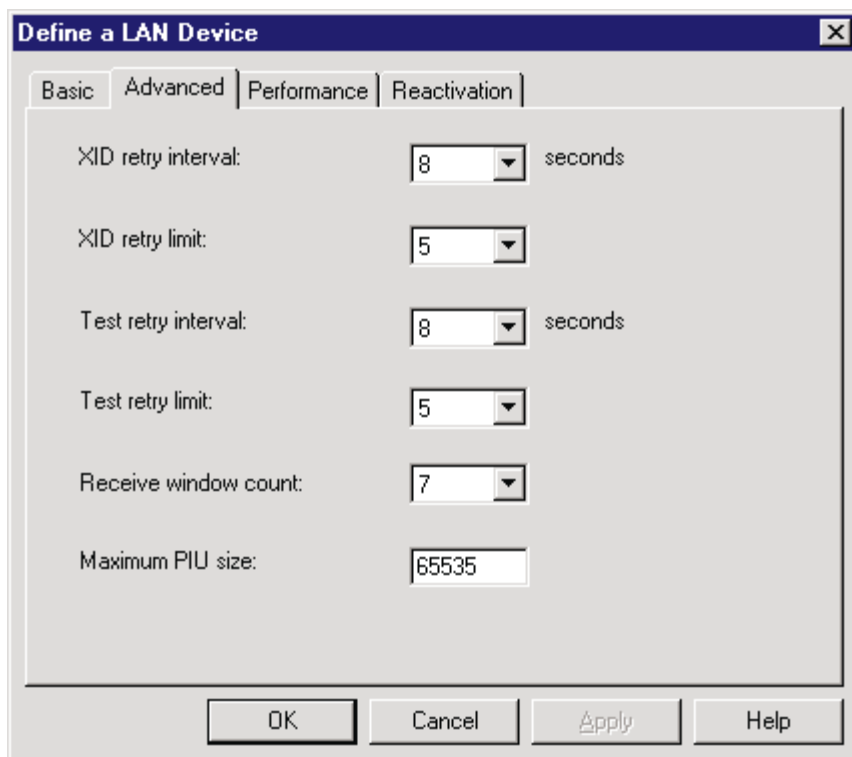 Define a LAN Device
Basic Advanced Performance Reactivation
XID retry interval: 8 seconds
XID retry limit: 5
Test retry interval: 8 seconds
Test retry limit: 5
Receive window count: 7
Maximum PIU size: 65535
OK Cancel Apply Help